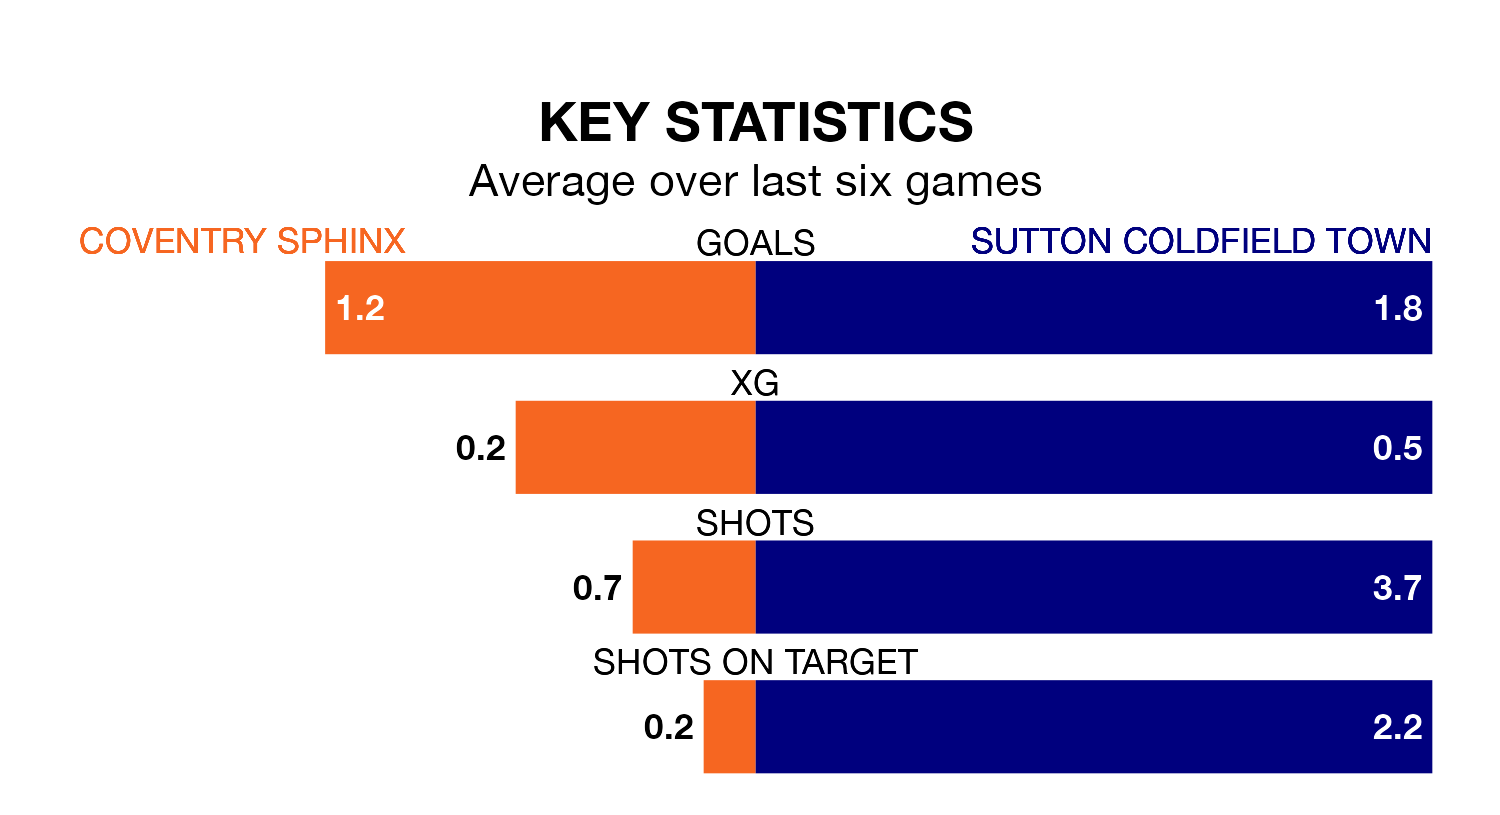 KEY STATISTICS
Average over last six games
COVENTRY SPHINX GOALS SUTTON COLDFIELD TOWN
1.2 1.8
XG
0.2 0.5
SHOTS
0.7 3.7
SHOTS ON TARGET
0.2 2.2